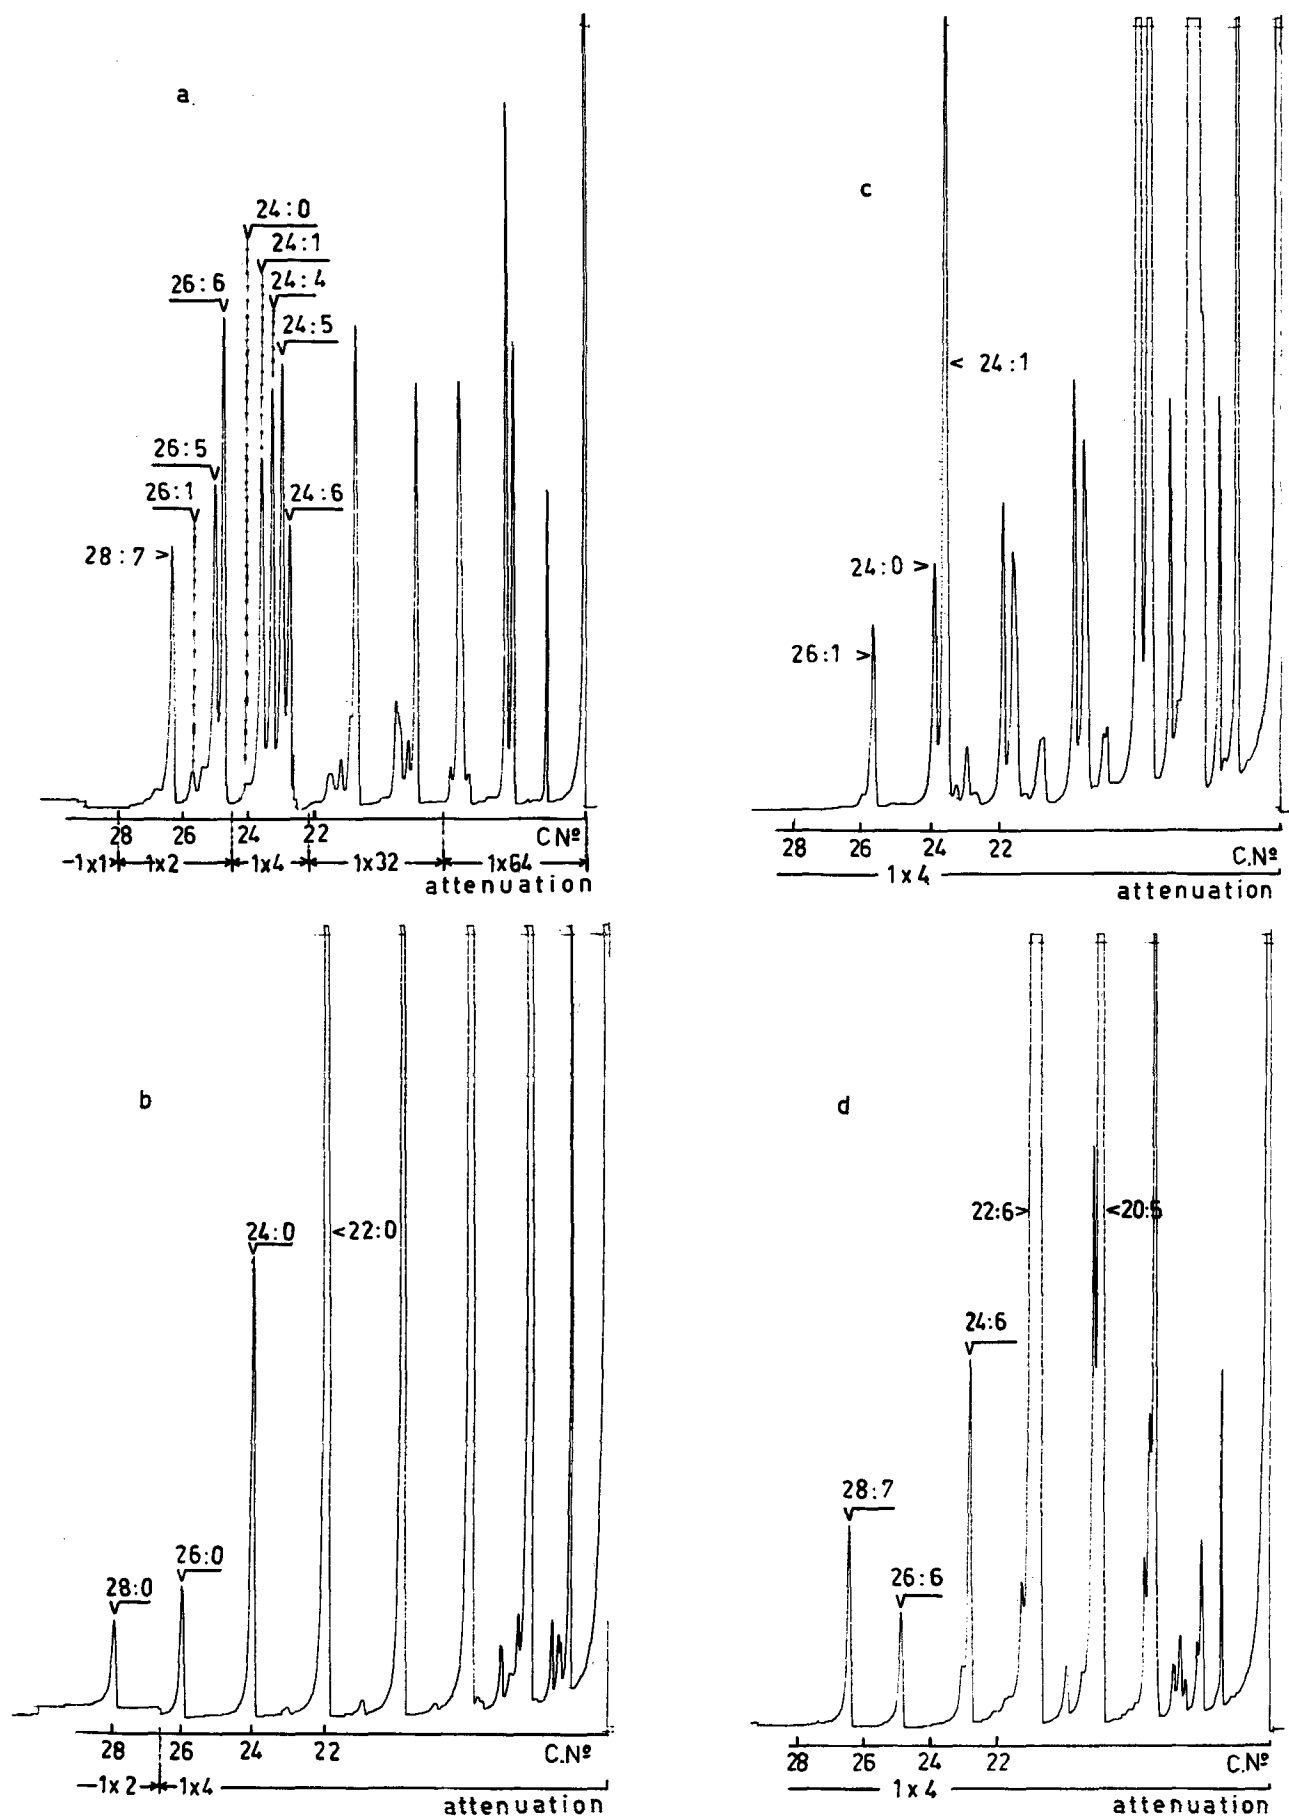 a
24:0
24:1
26:6
24:4
24:5
26:5
26:1
24:6
28:7 >
28 26 24 22 C.Nº
1x1 1x2 1x4 1x32 1x64
attenuation
c
< 24:1
24:0 >
26:1 >
28 26 24 22 C.Nº
1x4
attenuation
b
24:0
<22:0
26:0
28:0
28 26 24 22 C.Nº
1x2 1x4
attenuation
d
22:6>
<20:5
24:6
28:7
26:6
28 26 24 22 C.Nº
1x4
attenuation